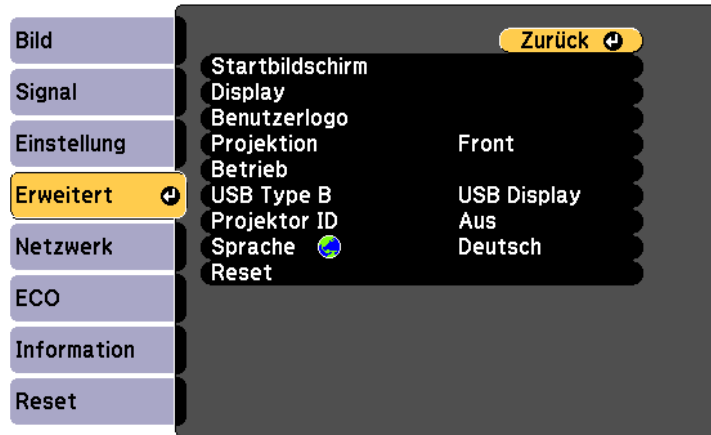 Bild
Signal
Einstellung
Erweitert
Netzwerk
ECO
Information
Reset
Zurück
Startbildschirm
Display
Benutzerlogo
Projektion Front
Betrieb
USB Type B USB Display
Projektor ID Aus
Sprache Deutsch
Reset